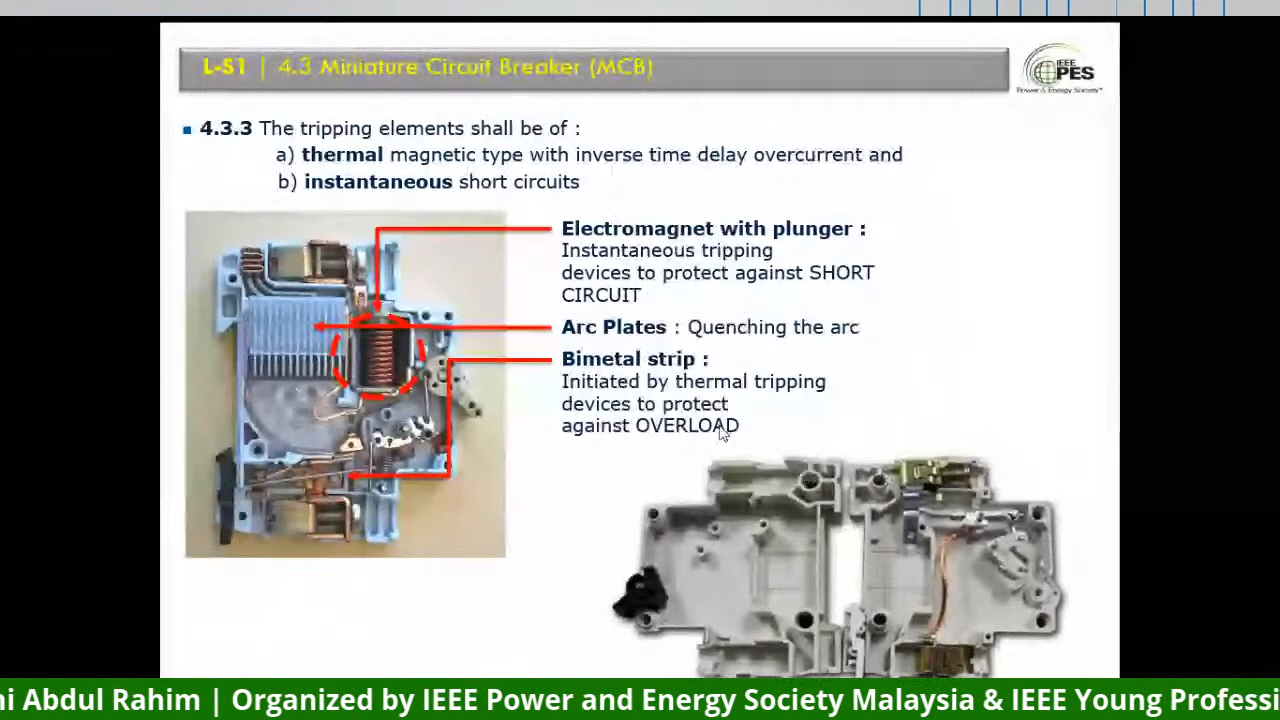 L-S1 | 4.3 Miniature Circuit Breaker (MCB)
IEEE
PES
Power & Energy Society™
4.3.3 The tripping elements shall be of :
a) thermal magnetic type with inverse time delay overcurrent and
b) instantaneous short circuits
Electromagnet with plunger :
Instantaneous tripping
devices to protect against SHORT
CIRCUIT
Arc Plates : Quenching the arc
Bimetal strip :
Initiated by thermal tripping
devices to protect
against OVERLOAD
ni Abdul Rahim | Organized by IEEE Power and Energy Society Malaysia & IEEE Young Professi